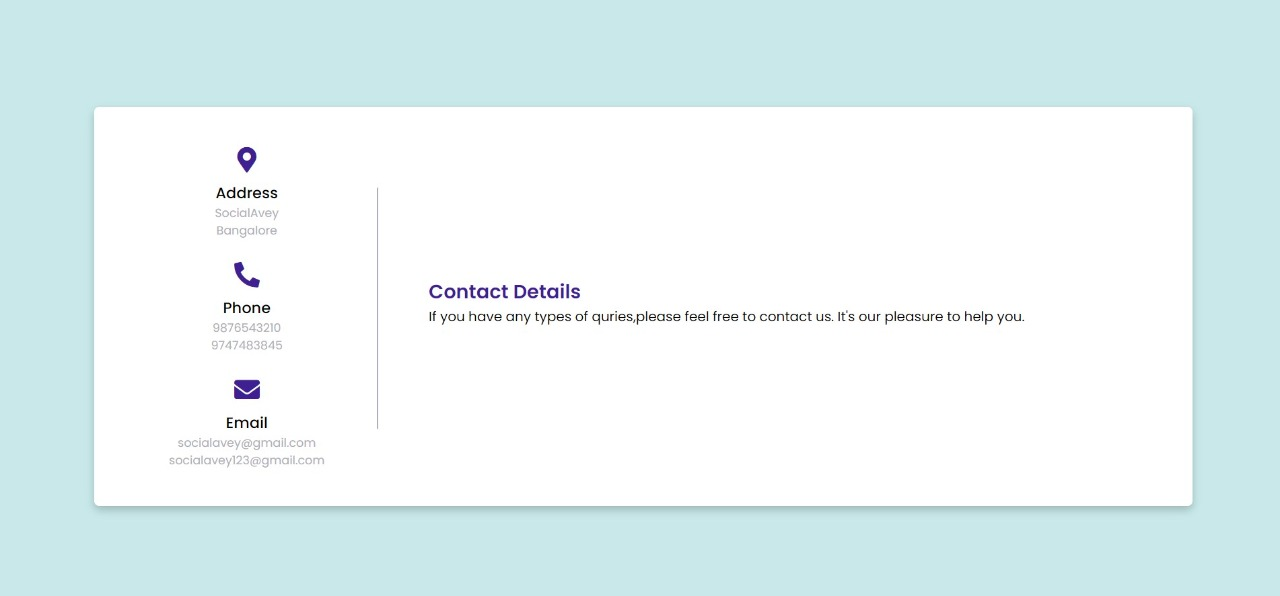 Address
SocialAvey
Bangalore
Phone
9876543210
9747483845
Email
socialavey@gmail.com
socialavey123@gmail.com
Contact Details
If you have any types of quries,please feel free to contact us. It's our pleasure to help you.